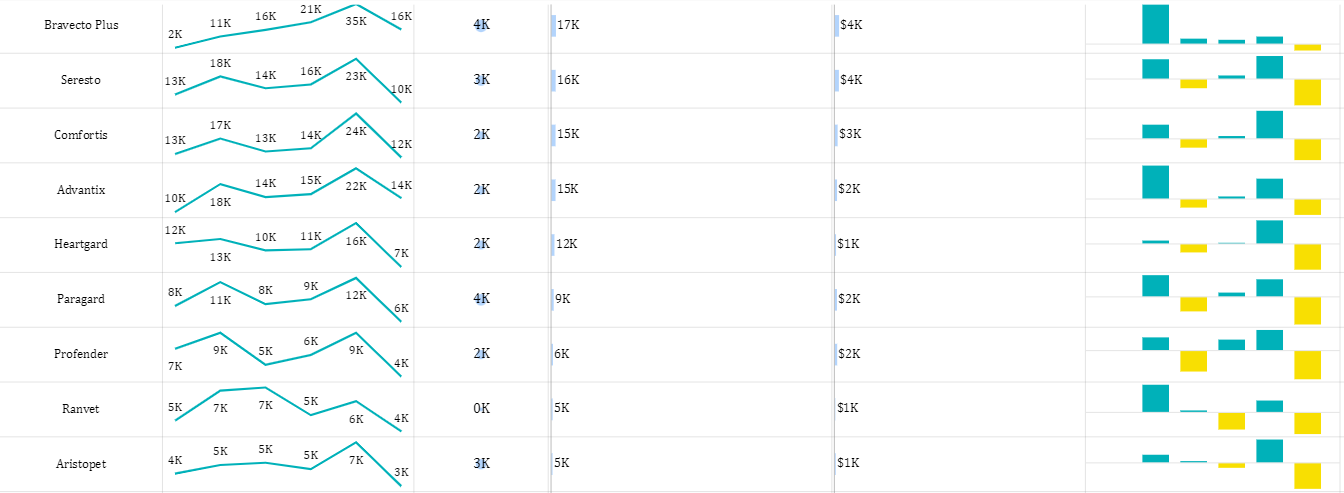 Bravecto Plus 2K 11K 16K 21K 35K 16K 4K 17K $4K
Seresto 13K 18K 14K 16K 23K 10K 3K 16K $4K
Comfortis 13K 17K 13K 14K 24K 12K 2K 15K $3K
Advantix 10K 18K 14K 15K 22K 14K 2K 15K $2K
Heartgard 12K 13K 10K 11K 16K 7K 2K 12K $1K
Paragard 8K 11K 8K 9K 12K 6K 4K 9K $2K
Profender 7K 9K 5K 6K 9K 4K 2K 6K $2K
Ranvet 5K 7K 7K 5K 6K 4K 0K 5K $1K
Aristopet 4K 5K 5K 5K 7K 3K 3K 5K $1K